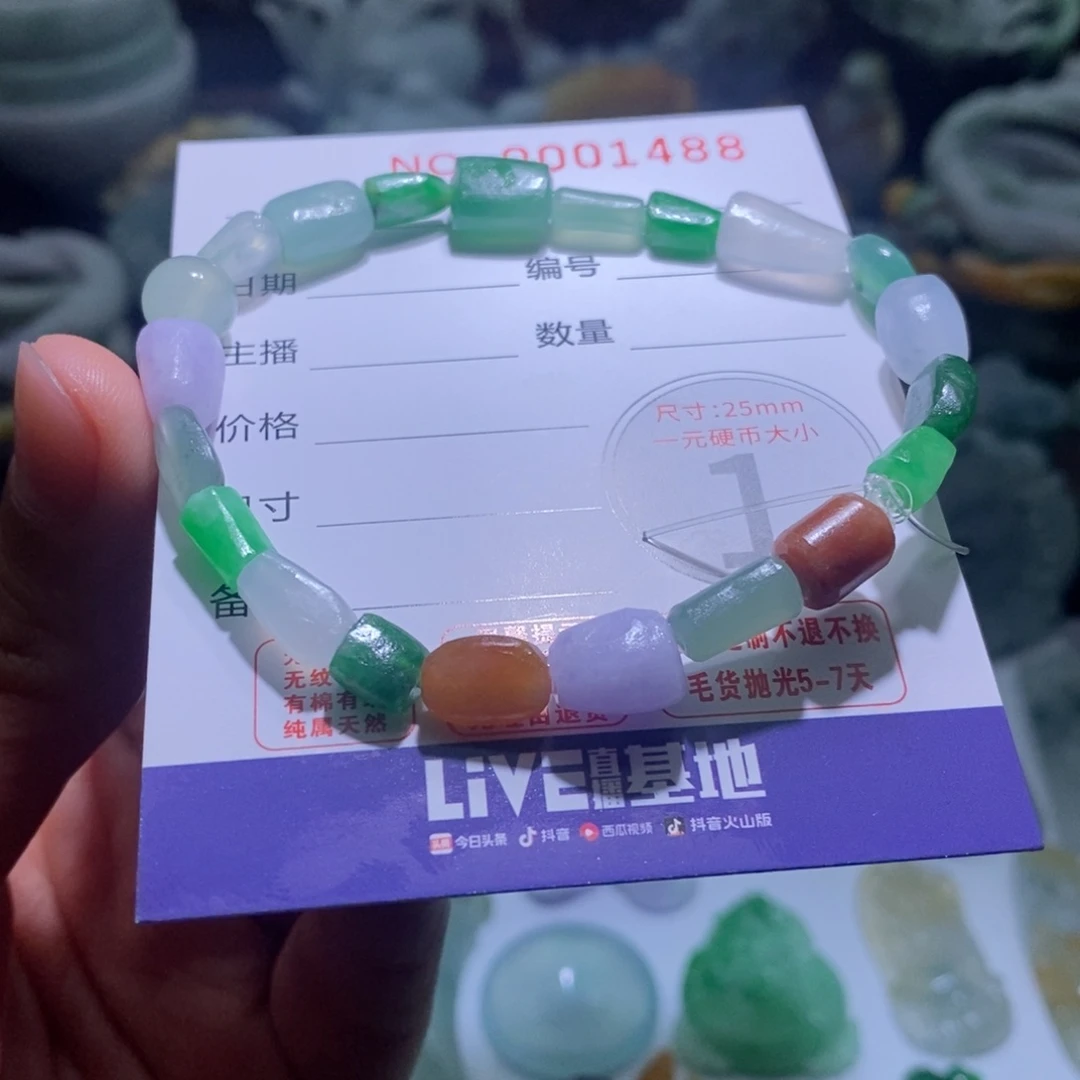 NO 0001488
日期
编号
主播
数量
价格
尺寸:25mm
一元硬币大小
1
寸
备
无纹
有棉有
纯属天然
不退不换
毛货抛光5-7天
LiVE直播基地
今日头条 抖音 西瓜视频 抖音火山版